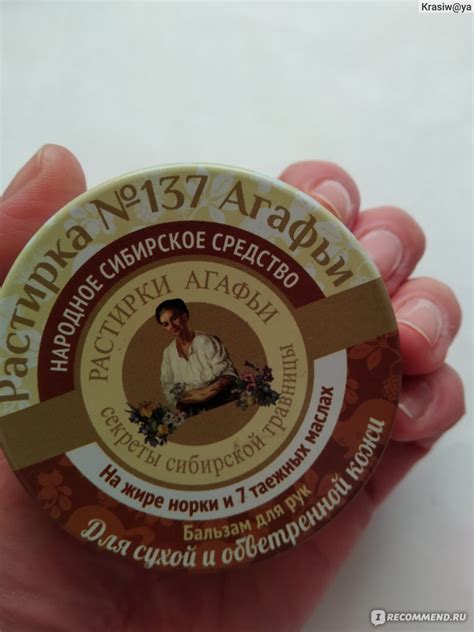 Krasiw@ya
Растирка №137 Агафьи
НАРОДНОЕ СИБИРСКОЕ СРЕДСТВО
РАСТИРКИ АГАФЬИ
секреты сибирской травницы
На жире норки и 7 таежных маслах
Бальзам для рук
Для сухой и обветренной кожи
I RECOMMEND.RU